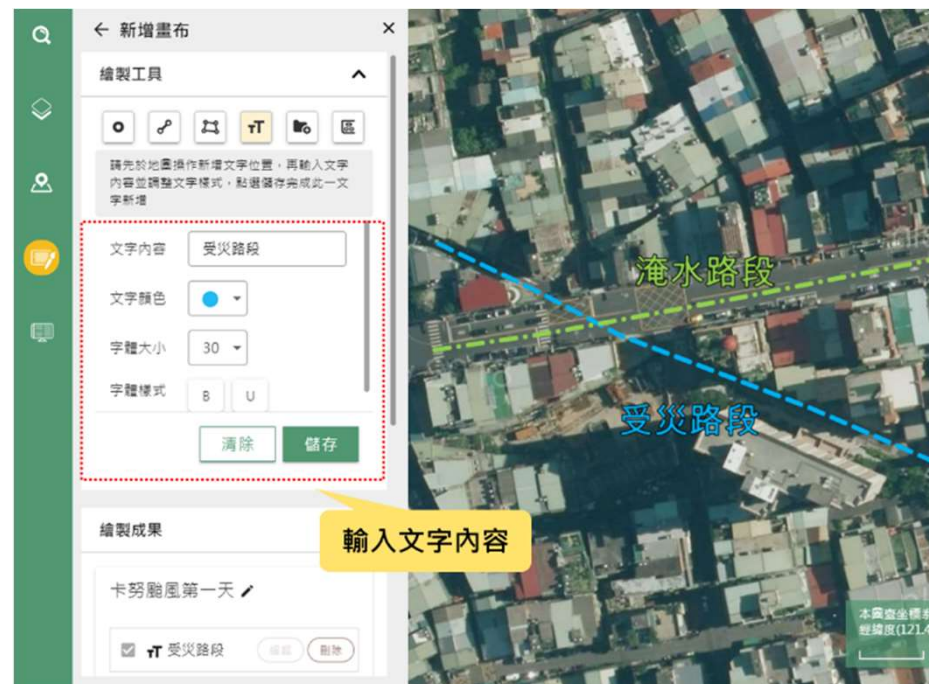 新增畫布
繪製工具
請先於地圖操作新增文字位置，再輸入文字
內容並調整文字樣式，點選儲存完成此一文
字新增
文字內容 受災路段
文字顏色
字體大小 30
字體樣式 B U
清除 儲存
輸入文字內容
繪製成果
卡努颱風第一天
受災路段 編輯 刪除
淹水路段
受災路段
本圖臺坐標系
經緯度(121.4